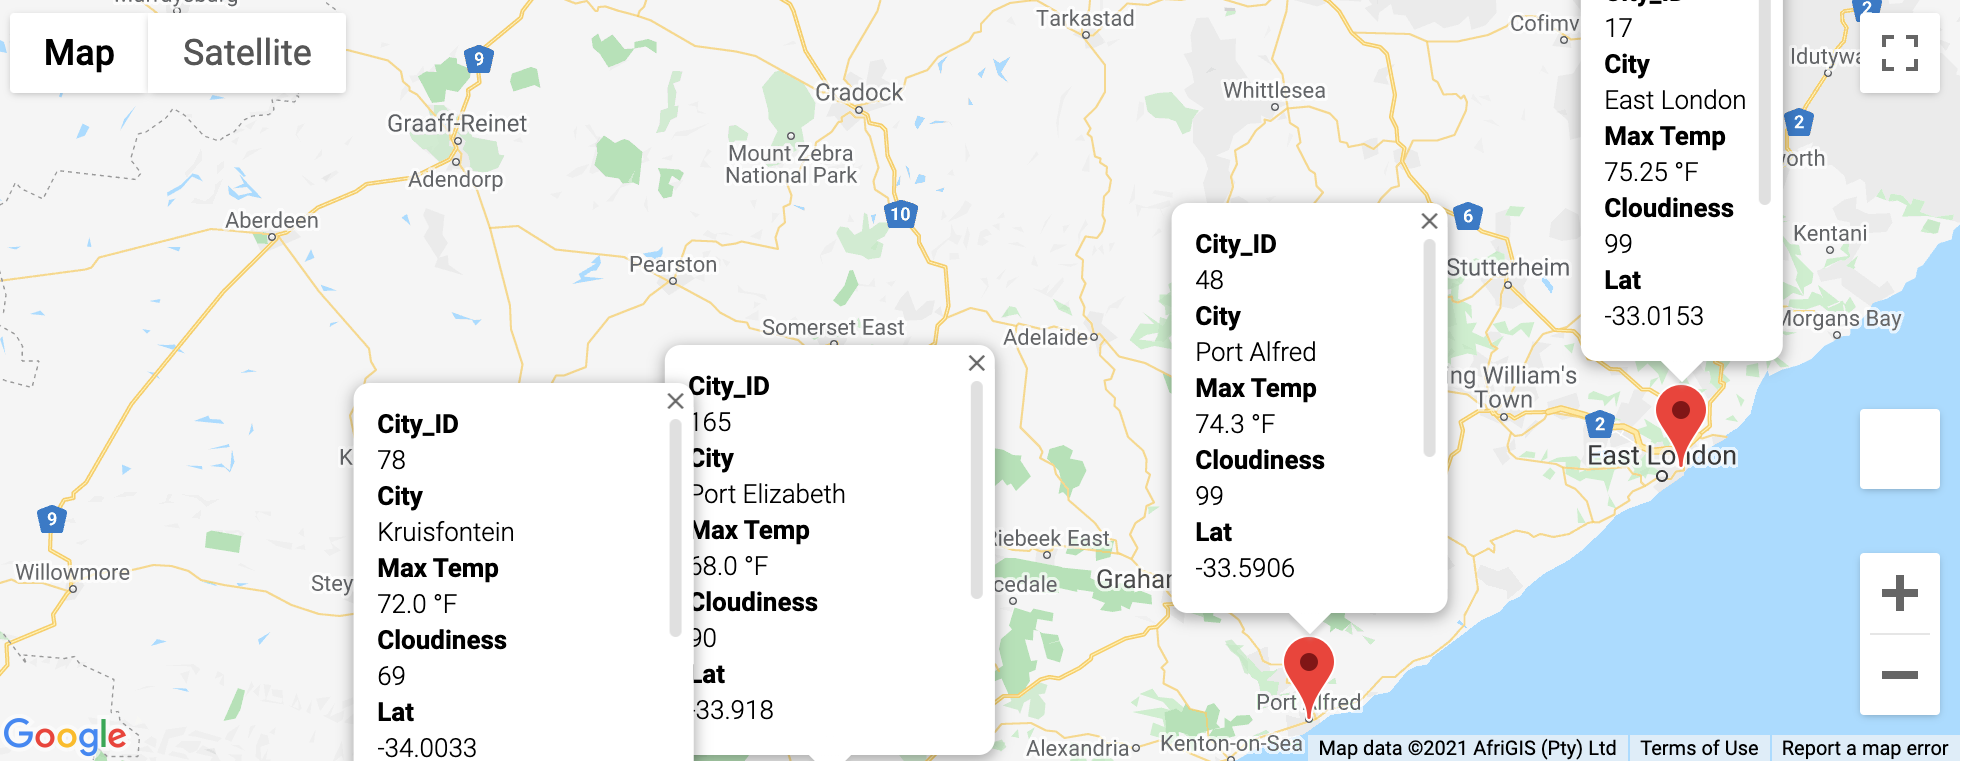 Murraysburg
Map
Satellite
9
Graaff-Reinet
Adendorp
Aberdeen
Cradock
Mount Zebra
National Park
10
Pearston
Somerset East
Adelaide
Tarkastad
Whittlesea
Cofimv
2
Idutywa
2
worth
Kentani
Morgans Bay
6
Stutterheim
ng William's
Town
2
East London
City_ID
17
City
East London
Max Temp
75.25 °F
Cloudiness
99
Lat
-33.0153
City_ID
48
City
Port Alfred
Max Temp
74.3 °F
Cloudiness
99
Lat
-33.5906
City_ID
165
City
Port Elizabeth
Max Temp
68.0 °F
Cloudiness
90
Lat
-33.918
City_ID
78
City
Kruisfontein
Max Temp
72.0 °F
Cloudiness
69
Lat
-34.0033
K
9
Willowmore
Stey
Riebeek East
cedale
Graham
Port Alfred
Alexandria
Kenton-on-Sea
Google
Map data ©2021 AfriGIS (Pty) Ltd
Terms of Use
Report a map error